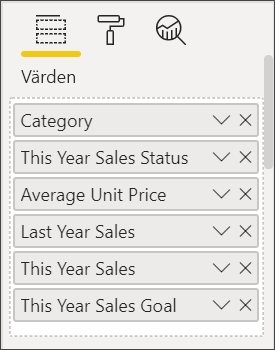 Värden
Category
This Year Sales Status
Average Unit Price
Last Year Sales
This Year Sales
This Year Sales Goal